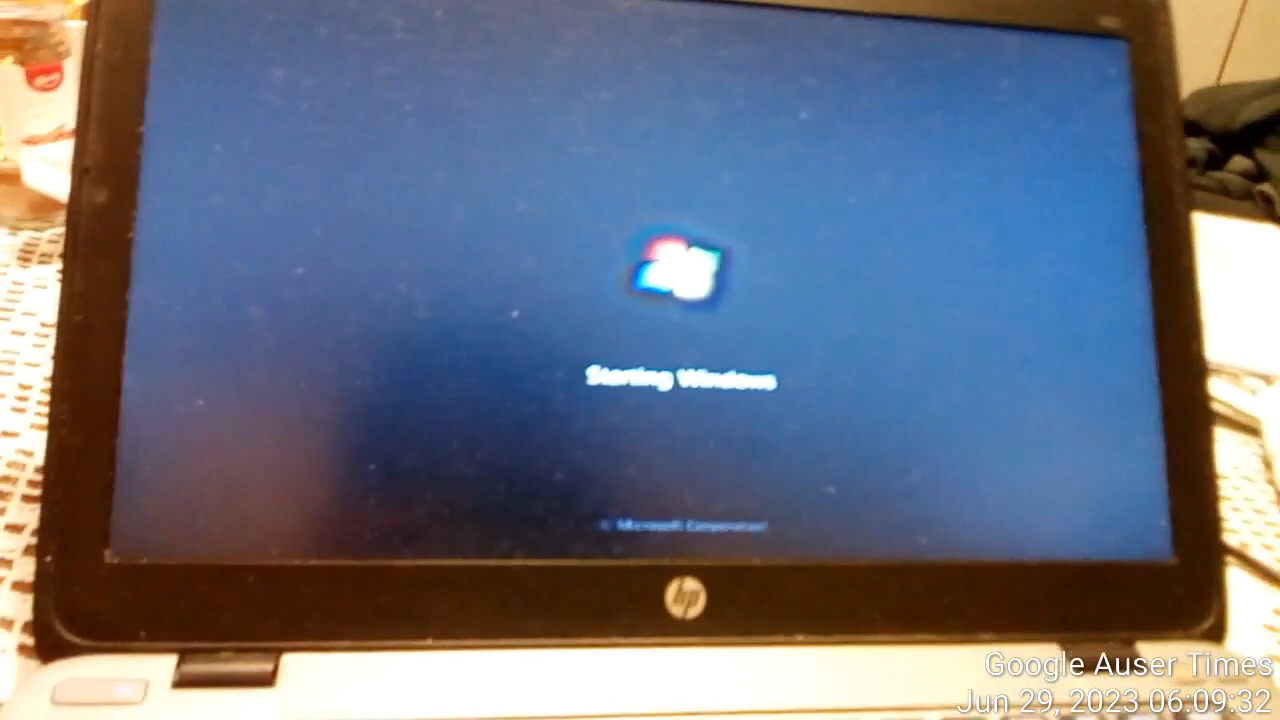 Starting Windows
© Microsoft Corporation
hp
Google Auser Times
Jun 29, 2023 06:09:32